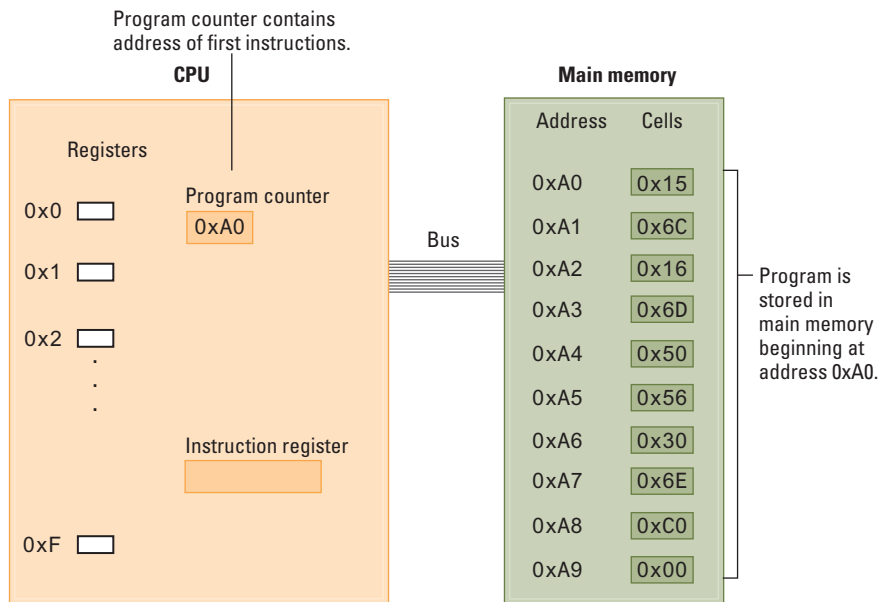 Program counter contains
address of first instructions.
CPU
Main memory
Registers
Program counter
0xA0
0x0
0x1
0x2
.
.
.
0xF
Instruction register
Bus
Address Cells
0xA0 0x15
0xA1 0x6C
0xA2 0x16
0xA3 0x6D
0xA4 0x50
0xA5 0x56
0xA6 0x30
0xA7 0x6E
0xA8 0xC0
0xA9 0x00
Program is
stored in
main memory
beginning at
address 0xA0.